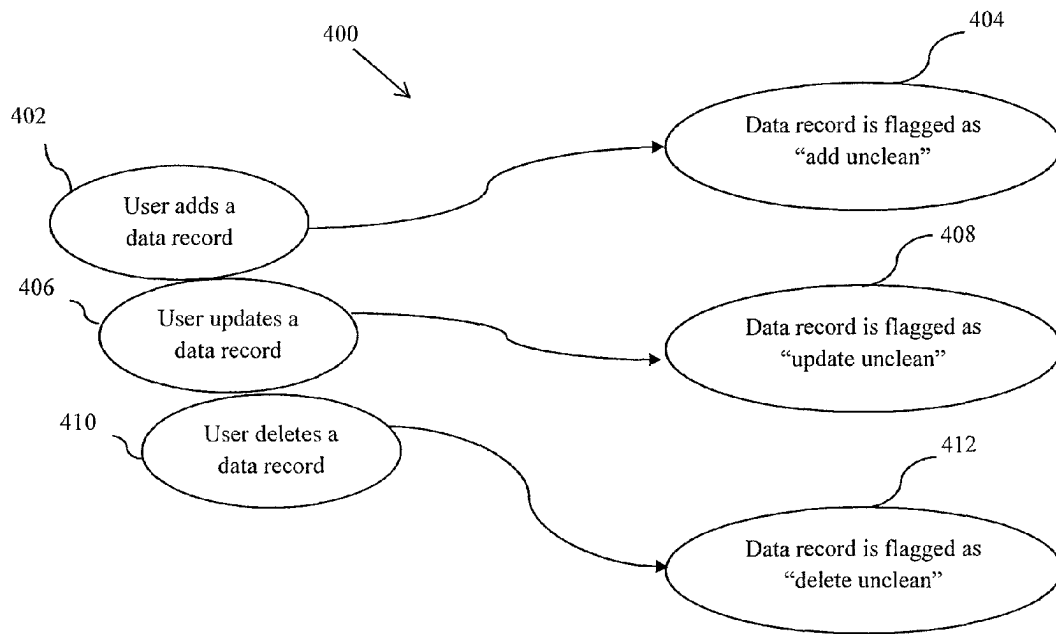 400
404
402
Data record is flagged as
“add unclean”
User adds a
data record
408
406
User updates a
data record
Data record is flagged as
“update unclean”
410
User deletes a
data record
412
Data record is flagged as
“delete unclean”